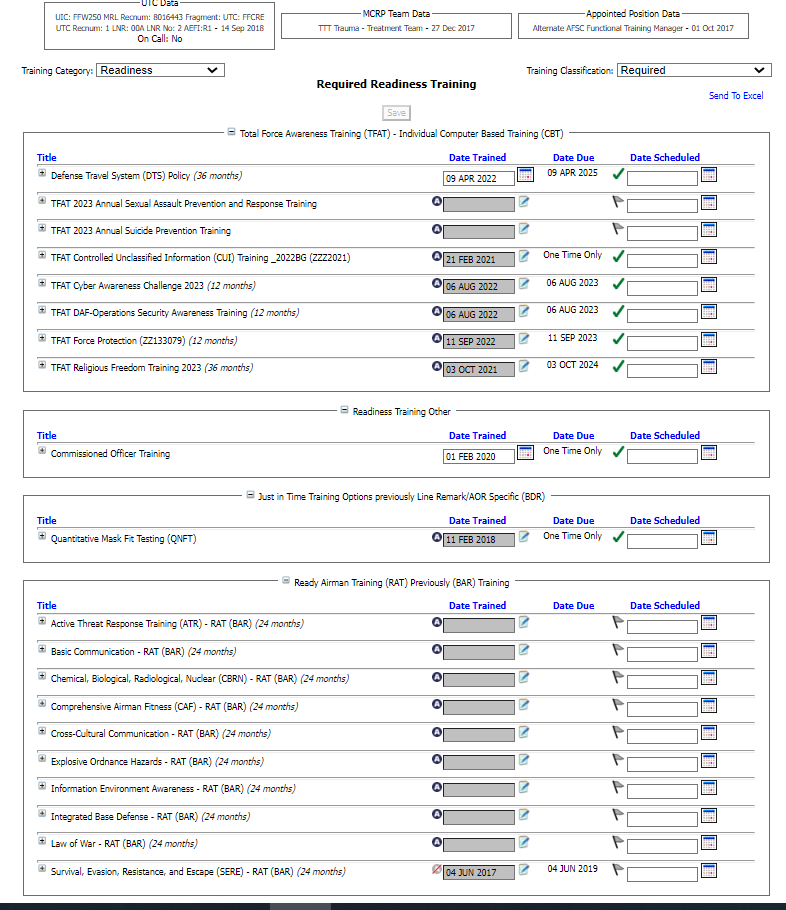 UTC Data
UIC: FFW250 MRL Recnum: 8016443 Fragment: UTC: FFCRE
UTC Recnum: 1 LNR: 00A LNR No: 2 AEFI:R1 - 14 Sep 2018
On Call: No
MCRP Team Data
TTT Trauma - Treatment Team - 27 Dec 2017
Appointed Position Data
Alternate AFSC Functional Training Manager - 01 Oct 2017
Training Category: Readiness
Training Classification: Required
Required Readiness Training
Send To Excel
Save
Total Force Awareness Training (TFAT) - Individual Computer Based Training (CBT)
Title Date Trained Date Due Date Scheduled
Defense Travel System (DTS) Policy (36 months) 09 APR 2022 09 APR 2025
TFAT 2023 Annual Sexual Assault Prevention and Response Training A
TFAT 2023 Annual Suicide Prevention Training A
TFAT Controlled Unclassified Information (CUI) Training _2022BG (ZZZ2021) A 21 FEB 2021 One Time Only
TFAT Cyber Awareness Challenge 2023 (12 months) A 06 AUG 2022 06 AUG 2023
TFAT DAF-Operations Security Awareness Training (12 months) A 06 AUG 2022 06 AUG 2023
TFAT Force Protection (ZZ133079) (12 months) A 11 SEP 2022 11 SEP 2023
TFAT Religious Freedom Training 2023 (36 months) A 03 OCT 2021 03 OCT 2024
Readiness Training Other
Title Date Trained Date Due Date Scheduled
Commissioned Officer Training 01 FEB 2020 One Time Only
Just in Time Training Options previously Line Remark/AOR Specific (BDR)
Title Date Trained Date Due Date Scheduled
Quantitative Mask Fit Testing (QNFT) A 11 FEB 2018 One Time Only
Ready Airman Training (RAT) Previously (BAR) Training
Title Date Trained Date Due Date Scheduled
Active Threat Response Training (ATR) - RAT (BAR) (24 months) A
Basic Communication - RAT (BAR) (24 months) A
Chemical, Biological, Radiological, Nuclear (CBRN) - RAT (BAR) (24 months) A
Comprehensive Airman Fitness (CAF) - RAT (BAR) (24 months) A
Cross-Cultural Communication - RAT (BAR) (24 months) A
Explosive Ordnance Hazards - RAT (BAR) (24 months) A
Information Environment Awareness - RAT (BAR) (24 months) A
Integrated Base Defense - RAT (BAR) (24 months) A
Law of War - RAT (BAR) (24 months) A
Survival, Evasion, Resistance, and Escape (SERE) - RAT (BAR) (24 months) 04 JUN 2017 04 JUN 2019